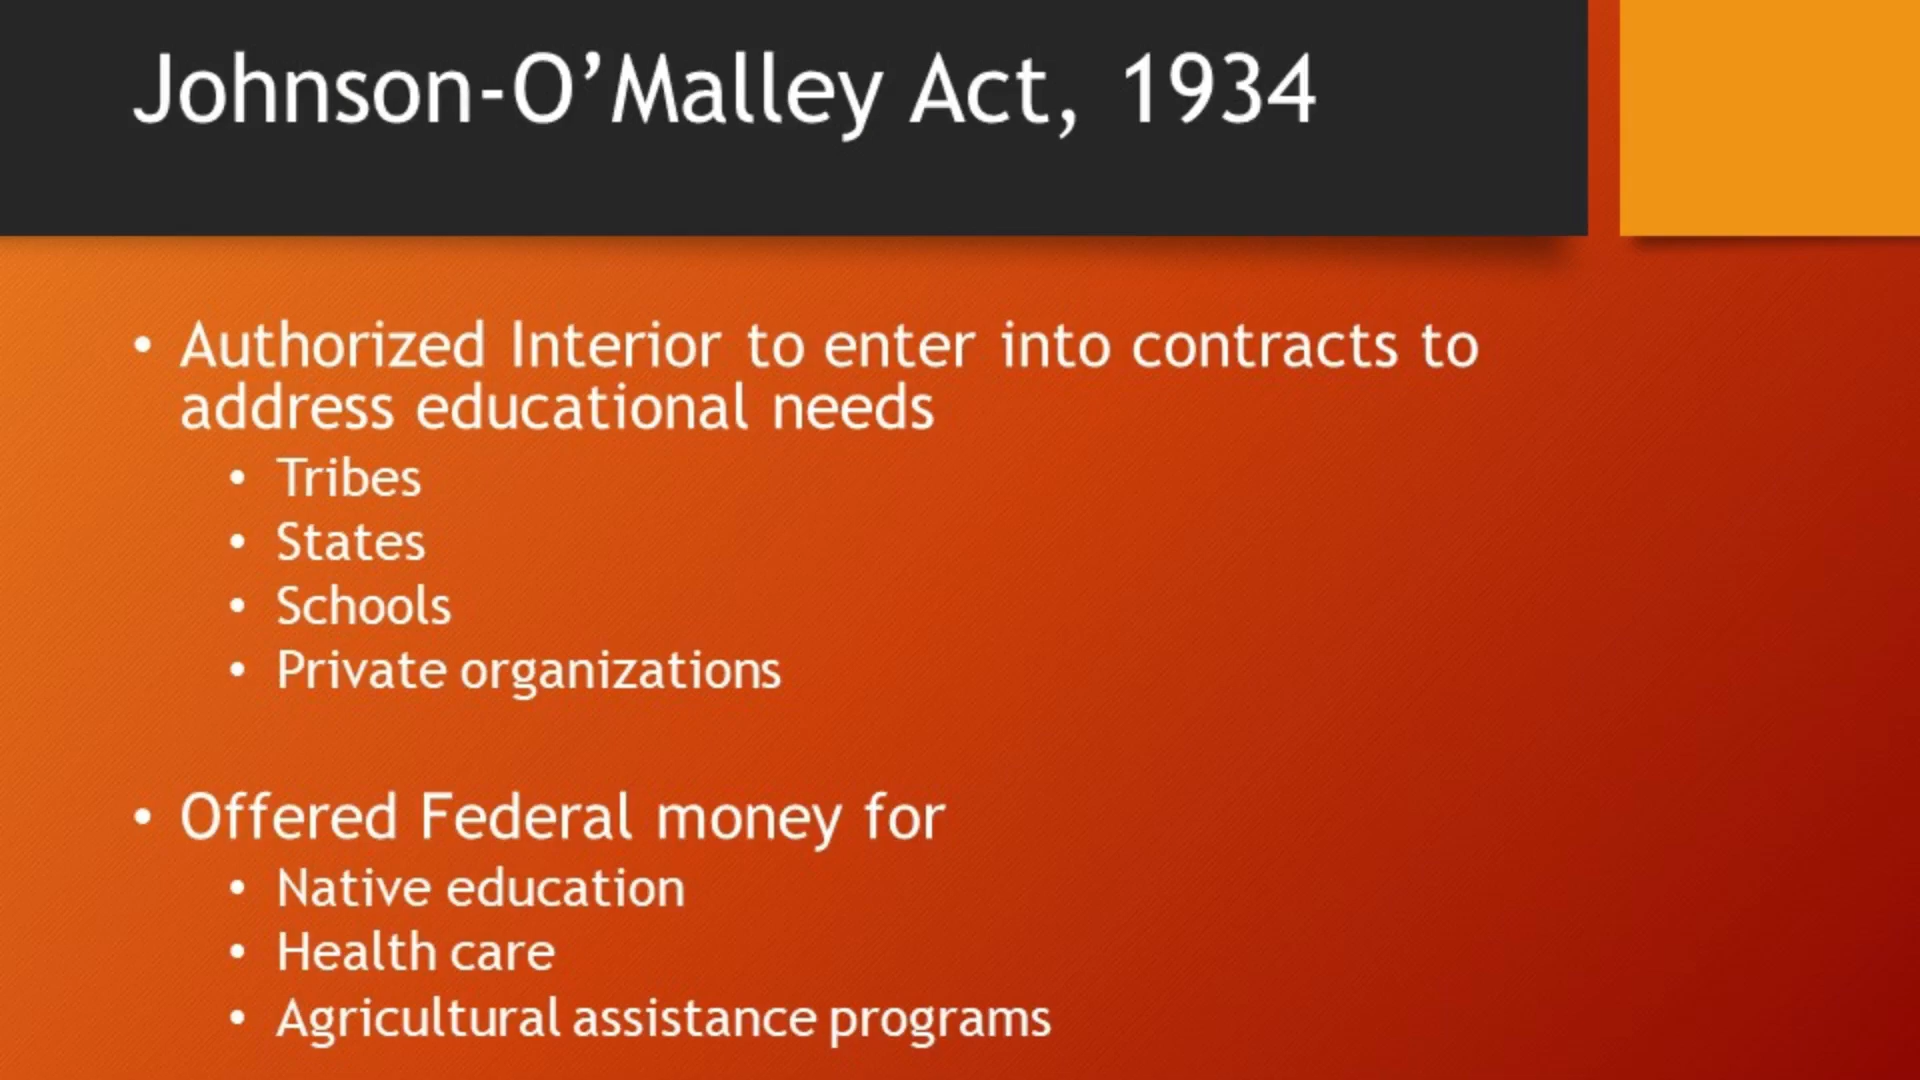 Johnson-O’Malley Act, 1934
• Authorized Interior to enter into contracts to
address educational needs
• Tribes
• States
• Schools
• Private organizations
• Offered Federal money for
• Native education
• Health care
• Agricultural assistance programs